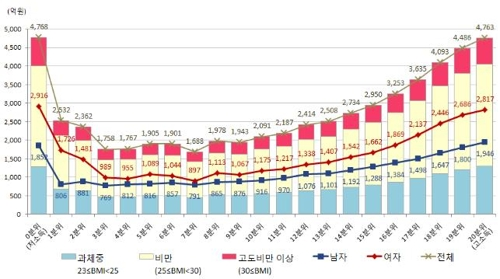 (억원)
5,000
4,500
4,000
3,500
3,000
2,500
2,000
1,500
1,000
500
0
4,768 2,532 2,362 1,758 1,767 1,905 1,901 1,688 1,978 1,943 2,091 2,187 2,414 2,508 2,734 2,950 3,253 3,635 4,093 4,486 4,763
2,916 1,726 1,481 989 955 1,089 1,044 897 1,113 1,067 1,175 1,217 1,338 1,407 1,542 1,662 1,869 2,137 2,446 2,686 2,817
806 881 769 812 816 857 791 865 876 916 970 1,076 1,101 1,192 1,288 1,384 1,498 1,647 1,800 1,946
0분위 (저소득) 1분위 2분위 3분위 4분위 5분위 6분위 7분위 8분위 9분위 10분위 11분위 12분위 13분위 14분위 15분위 16분위 17분위 18분위 19분위 20분위 (고소득)
과체중 비만 고도비만 이상 남자 여자 전체
23≤BMI<25 (25≤BMI<30) (30≤BMI)